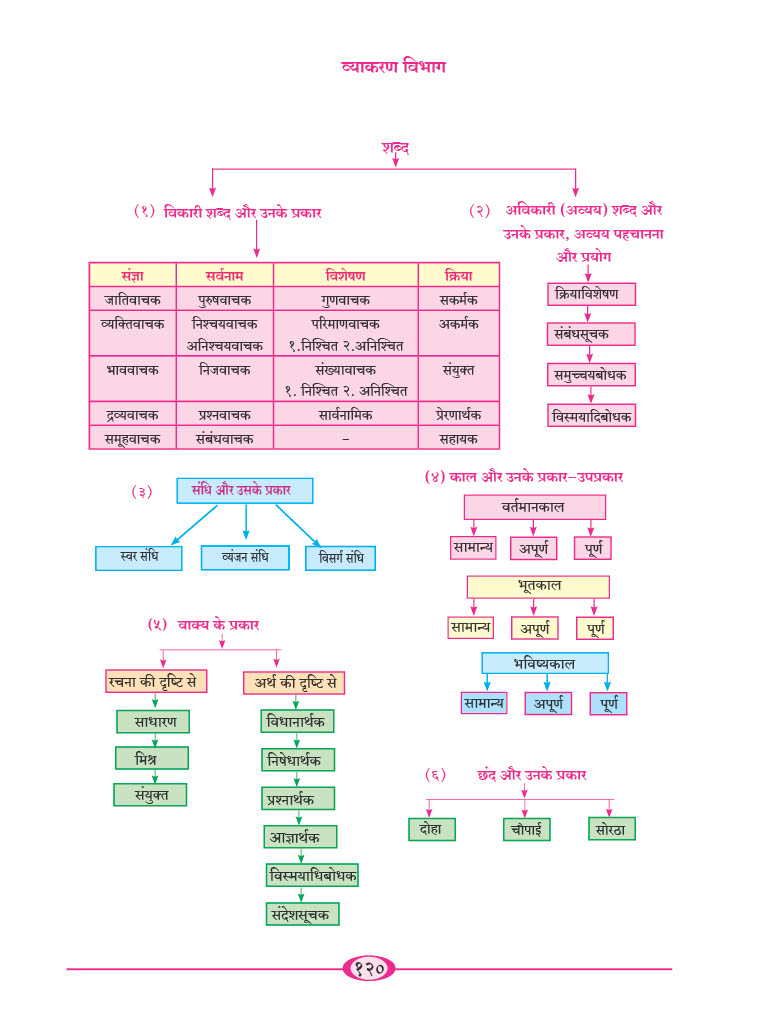 व्याकरण विभाग
शब्द
(१) विकारी शब्द और उनके प्रकार
(२) अविकारी (अव्यय) शब्द और
उनके प्रकार, अव्यय पहचानना
और प्रयोग
संज्ञा सर्वनाम विशेषण क्रिया
जातिवाचक पुरुषवाचक गुणवाचक सकर्मक
व्यक्तिवाचक निश्चयवाचक परिमाणवाचक अकर्मक
अनिश्चयवाचक १.निश्चित २.अनिश्चित
भाववाचक निजवाचक संख्यावाचक संयुक्त
१. निश्चित २. अनिश्चित
द्रव्यवाचक प्रश्नवाचक सार्वनामिक प्रेरणार्थक
समूहवाचक संबंधवाचक – सहायक
क्रियाविशेषण
संबंधसूचक
समुच्चयबोधक
विस्मयादिबोधक
(३) संधि और उसके प्रकार
स्वर संधि व्यंजन संधि विसर्ग संधि
(४) काल और उनके प्रकार–उपप्रकार
वर्तमानकाल
सामान्य अपूर्ण पूर्ण
भूतकाल
सामान्य अपूर्ण पूर्ण
भविष्यकाल
सामान्य अपूर्ण पूर्ण
(५) वाक्य के प्रकार
रचना की दृष्टि से
साधारण
मिश्र
संयुक्त
अर्थ की दृष्टि से
विधानार्थक
निषेधार्थक
प्रश्नार्थक
आज्ञार्थक
विस्मयाधिबोधक
संदेशसूचक
(६) छंद और उनके प्रकार
दोहा चौपाई सोरठा
१२०